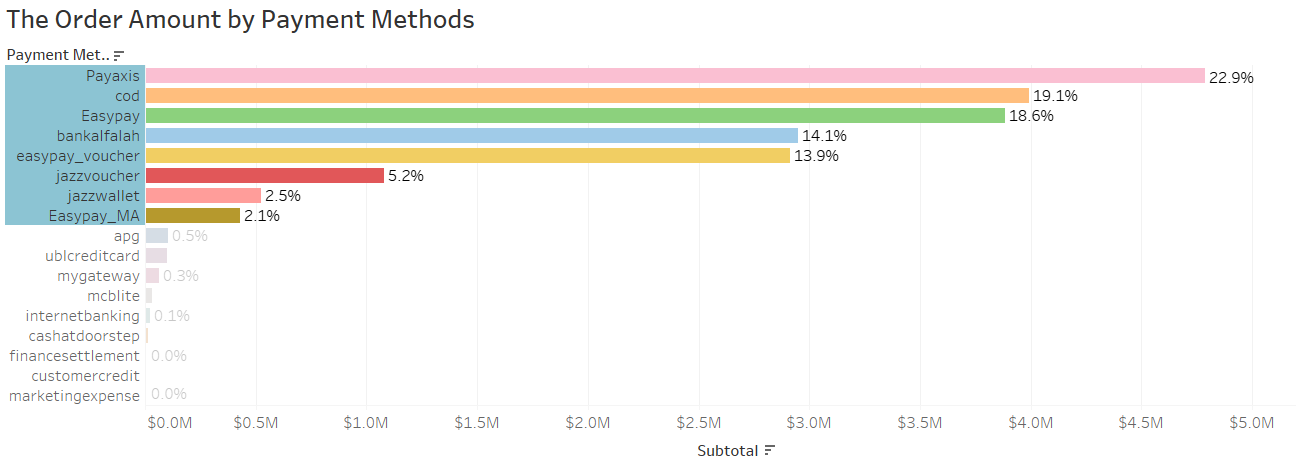 The Order Amount by Payment Methods
Payment Met..
Payaxis 22.9%
cod 19.1%
Easypay 18.6%
bankalfalah 14.1%
easypay_voucher 13.9%
jazzvoucher 5.2%
jazzwallet 2.5%
Easypay_MA 2.1%
apg 0.5%
ublcreditcard
mygateway 0.3%
mcblite
internetbanking 0.1%
cashatdoorstep
financesettlement 0.0%
customercredit
marketingexpense 0.0%
$0.0M $0.5M $1.0M $1.5M $2.0M $2.5M $3.0M $3.5M $4.0M $4.5M $5.0M
Subtotal